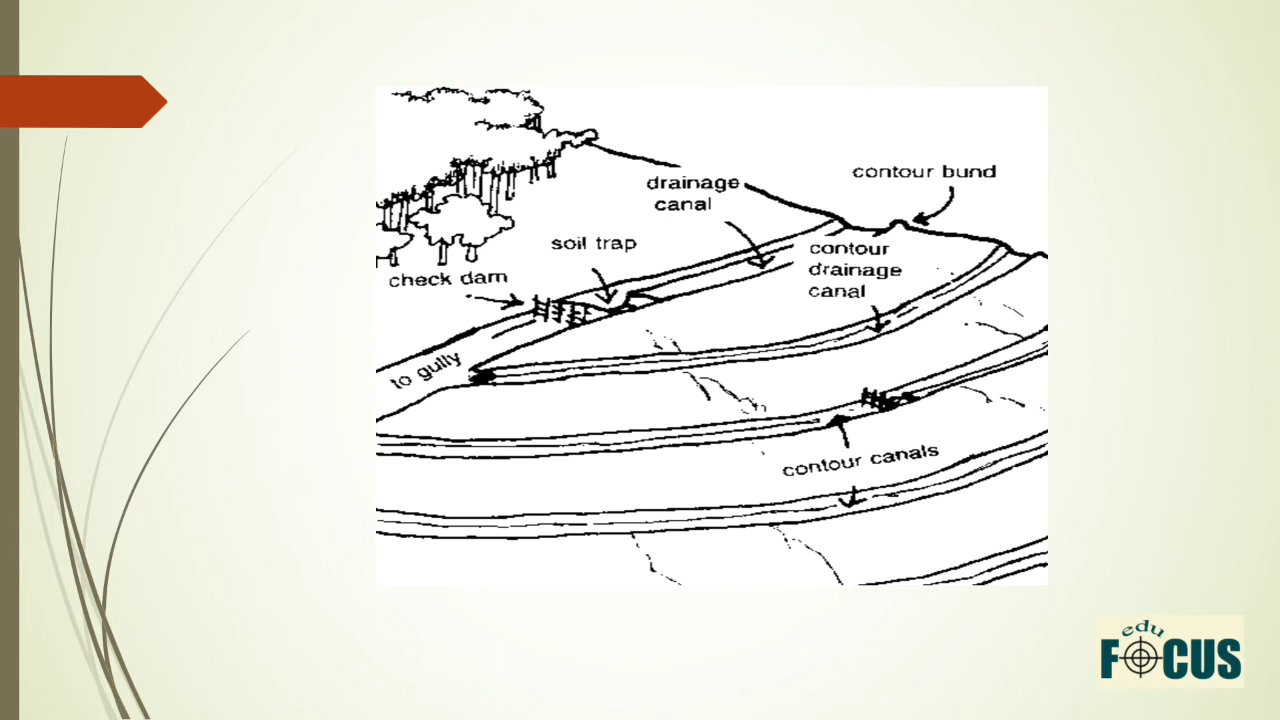 contour bund
drainage
canal
soil trap
contour
drainage
canal
check dam
to gully
contour canals
edu
FOCUS